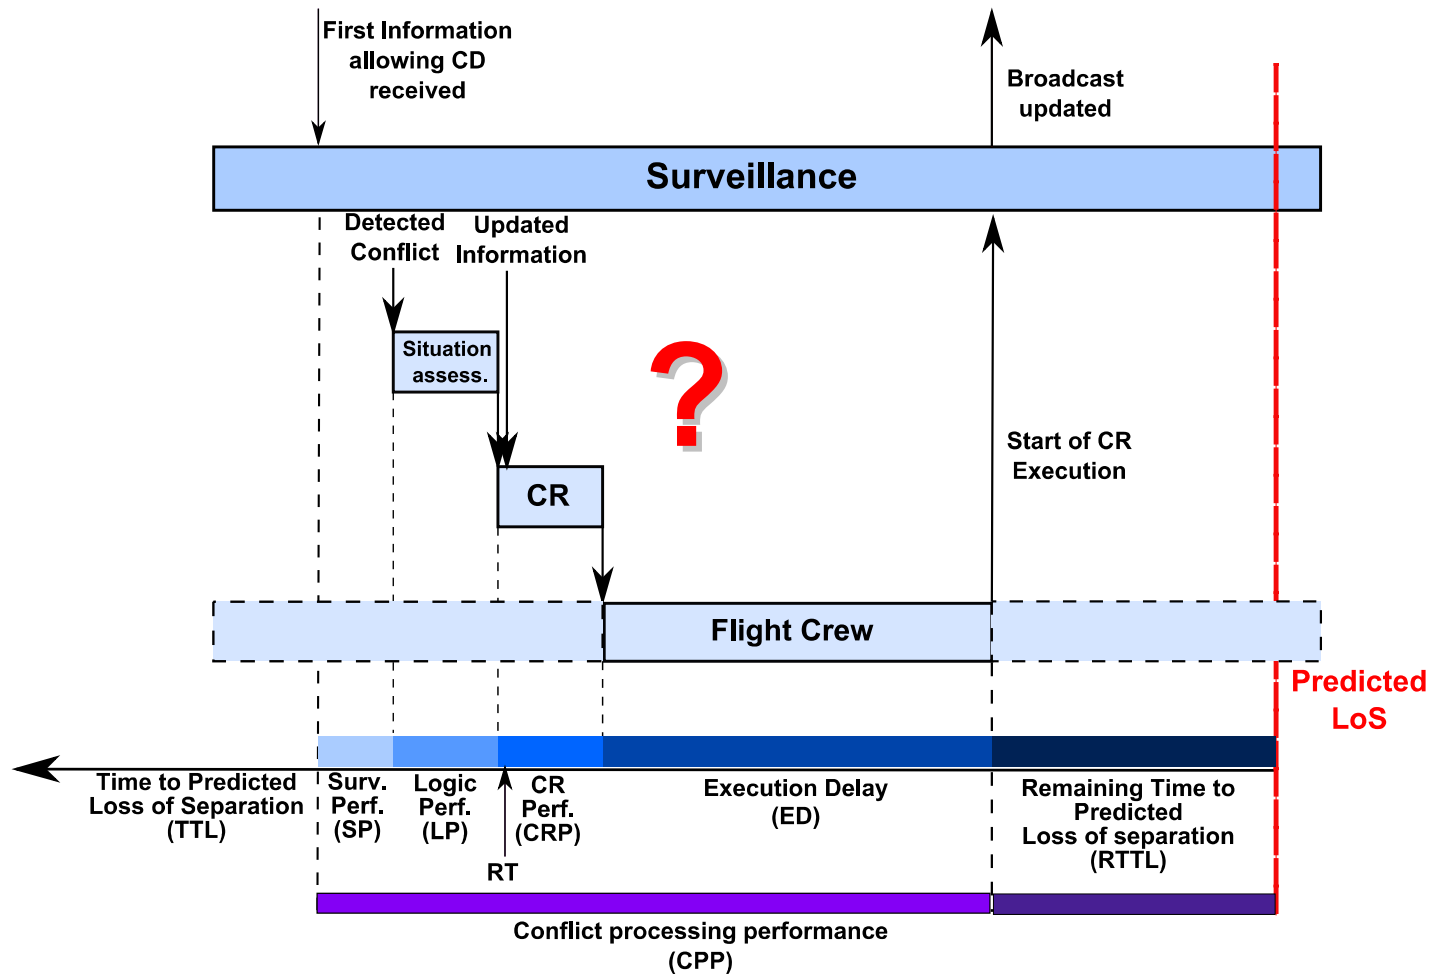 First Information
allowing CD
received
Broadcast
updated
Surveillance
Detected
Conflict
Updated
Information
Situation
assess.
?
CR
Start of CR
Execution
Flight Crew
Predicted
LoS
Time to Predicted
Loss of Separation
(TTL)
Surv.
Perf.
(SP)
Logic
Perf.
(LP)
CR
Perf.
(CRP)
RT
Execution Delay
(ED)
Remaining Time to
Predicted
Loss of separation
(RTTL)
Conflict processing performance
(CPP)